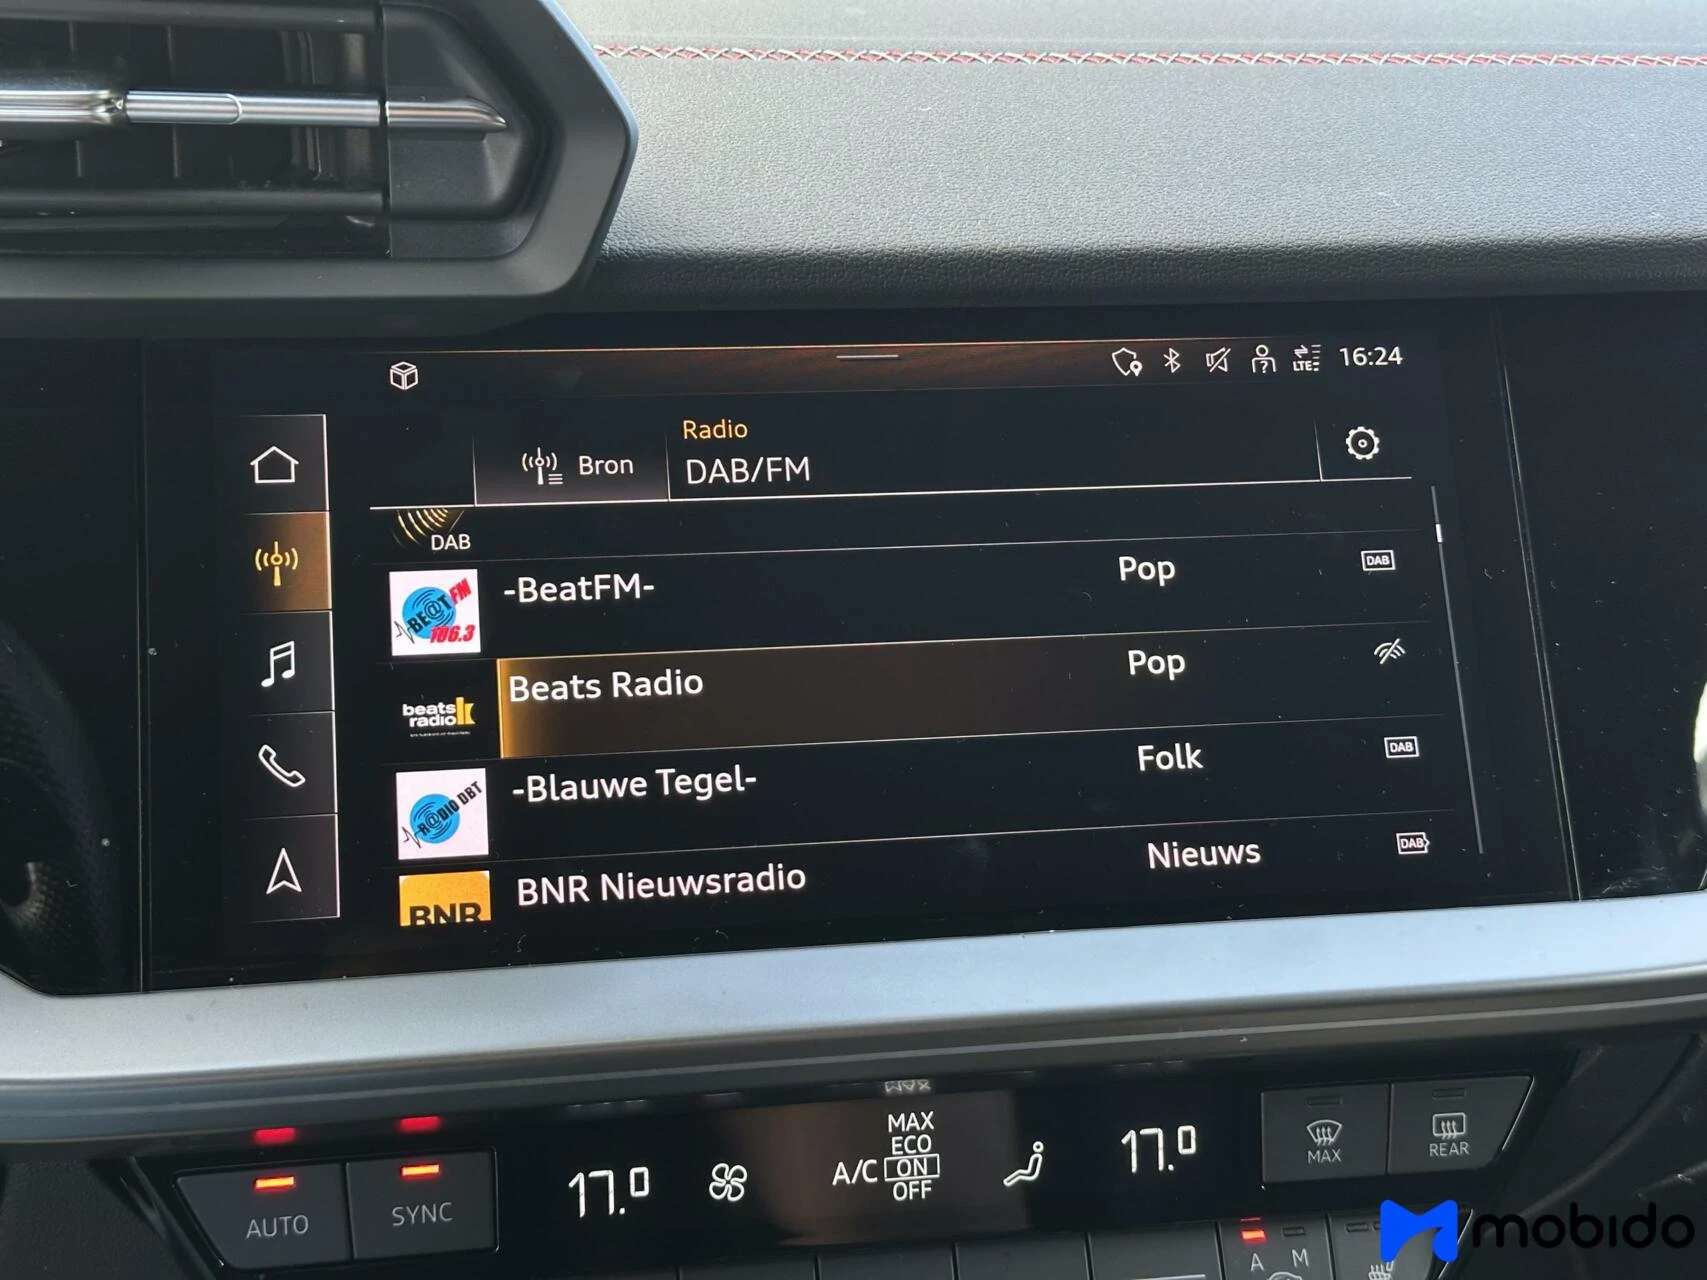 LTE 16:24
Radio
Bron DAB/FM
DAB
BE@T FM 106.3 -BeatFM- Pop DAB
beats radio Beats Radio Pop
R@DIO DBT -Blauwe Tegel- Folk DAB
BNR BNR Nieuwsradio Nieuws DAB
MAX
ECO
A/C ON
OFF
17.0 17.0
AUTO SYNC MAX REAR
A M
mobido